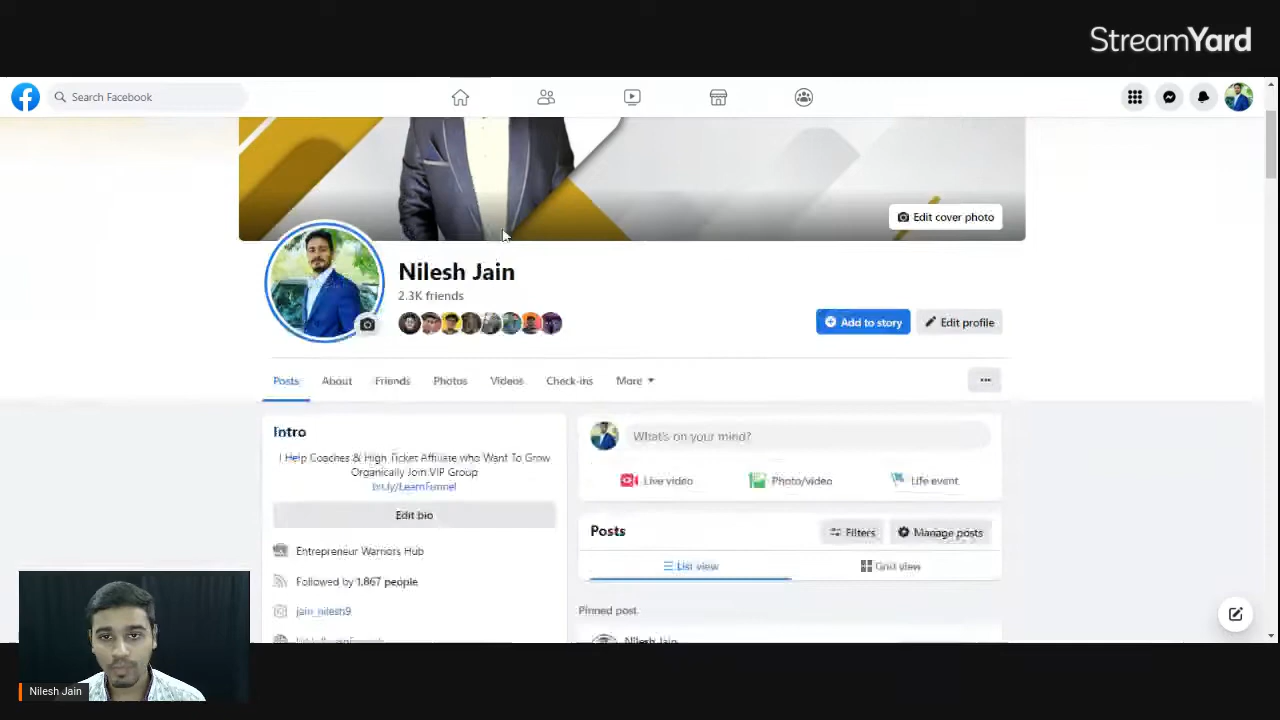 StreamYard
Search Facebook
Edit cover photo
Nilesh Jain
2.3K friends
Add to story
Edit profile
Posts
About
Friends
Photos
Videos
Check-ins
More
Intro
I Help Coaches & High Ticket Affiliate who Want To Grow
Organically Join VIP Group
What's on your mind?
Live video
Photo/video
Life event
Edit bio
Posts
Filters
Manage posts
Entrepreneur Warriors Hub
List view
Grid view
Followed by 1,867 people
jain_nilesh9
Pinned post
Nilesh Jain
Nilesh Jain